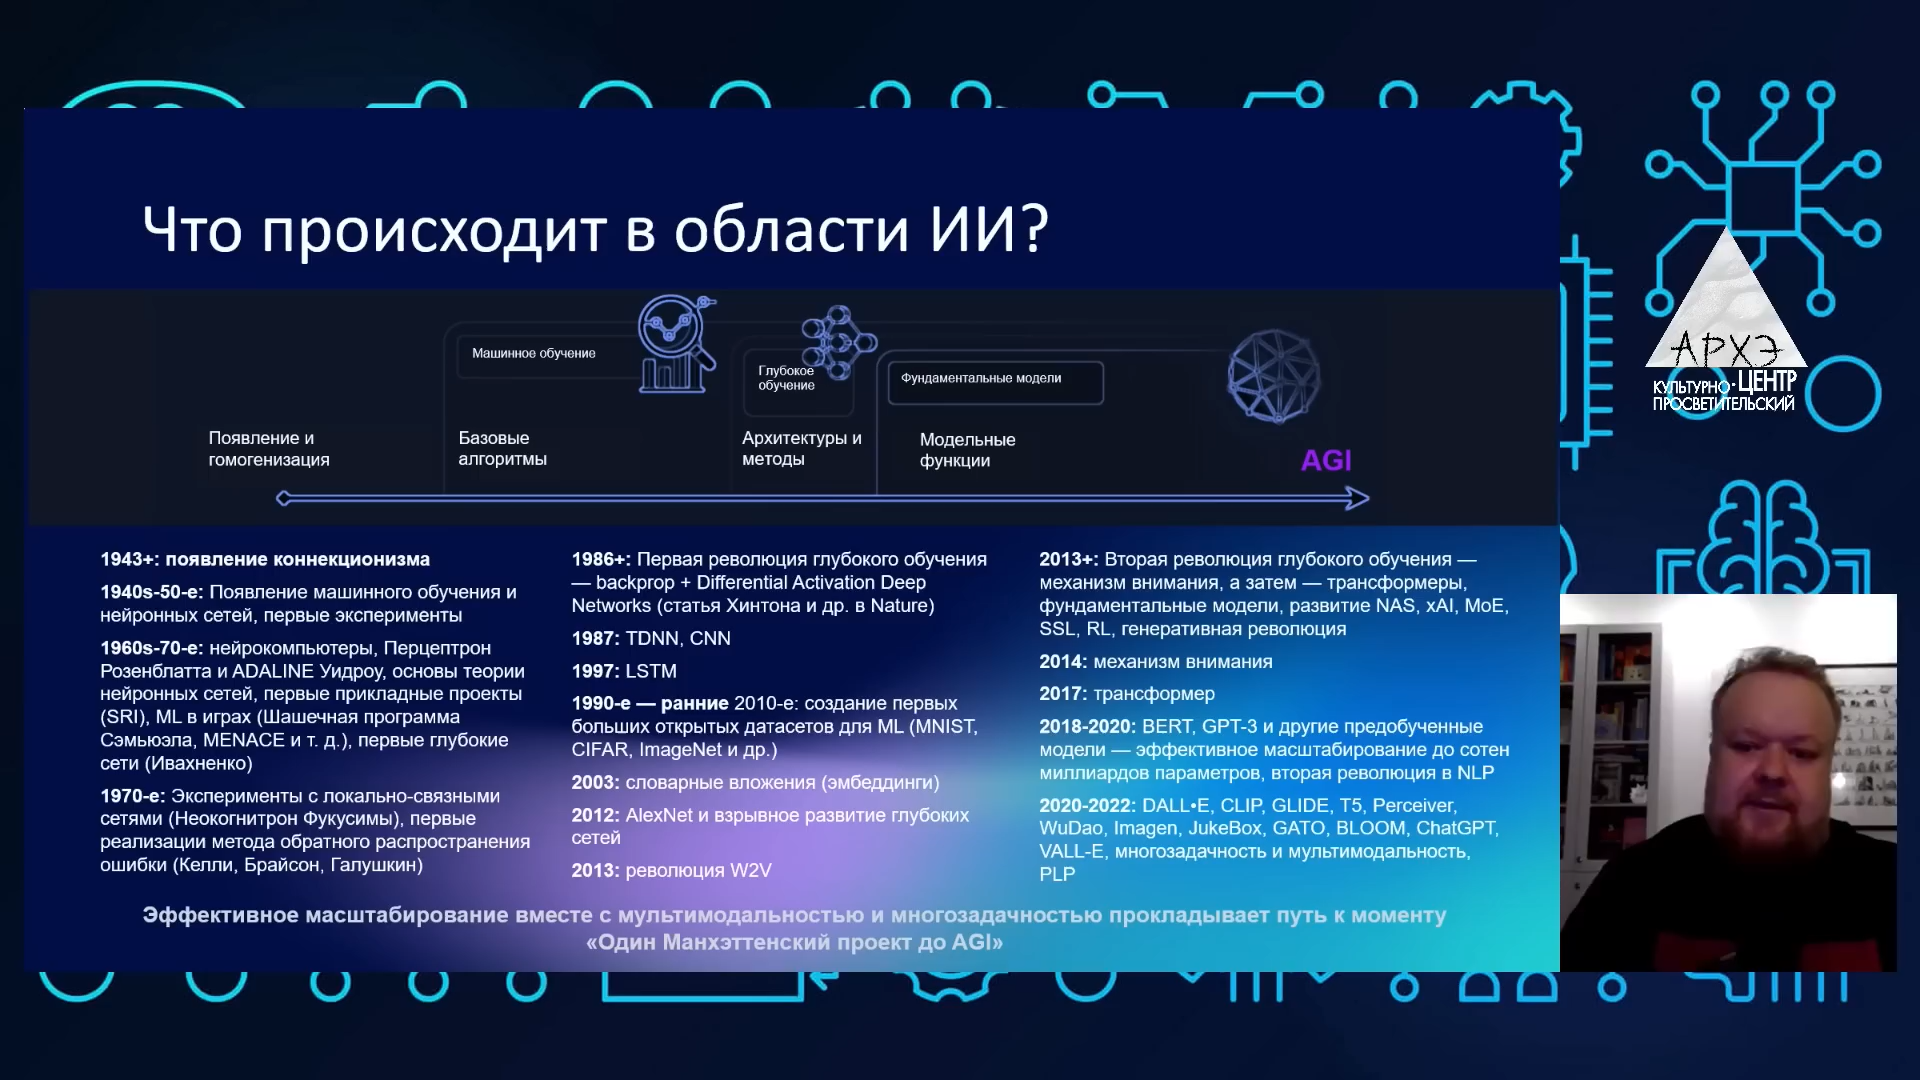 Что происходит в области ИИ?
Машинное обучение
Глубокое
обучение
Фундаментальные модели
Появление и
гомогенизация
Базовые
алгоритмы
Архитектуры и
методы
Модельные
функции
AGI
1943+: появление коннекционизма
1940s-50-е: Появление машинного обучения и
нейронных сетей, первые эксперименты
1960s-70-е: нейрокомпьютеры, Перцептрон
Розенблатта и ADALINE Уидроу, основы теории
нейронных сетей, первые прикладные проекты
(SRI), ML в играх (Шашечная программа
Сэмьюэла, MENACE и т. д.), первые глубокие
сети (Ивахненко)
1970-е: Эксперименты с локально-связными
сетями (Неокогнитрон Фукусимы), первые
реализации метода обратного распространения
ошибки (Келли, Брайсон, Галушкин)
1986+: Первая революция глубокого обучения
— backprop + Differential Activation Deep
Networks (статья Хинтона и др. в Nature)
1987: TDNN, CNN
1997: LSTM
1990-е — ранние 2010-е: создание первых
больших открытых датасетов для ML (MNIST,
CIFAR, ImageNet и др.)
2003: словарные вложения (эмбеддинги)
2012: AlexNet и взрывное развитие глубоких
сетей
2013: революция W2V
2013+: Вторая революция глубокого обучения —
механизм внимания, а затем — трансформеры,
фундаментальные модели, развитие NAS, xAI, MoE,
SSL, RL, генеративная революция
2014: механизм внимания
2017: трансформер
2018-2020: BERT, GPT-3 и другие предобученные
модели — эффективное масштабирование до сотен
миллиардов параметров, вторая революция в NLP
2020-2022: DALL•E, CLIP, GLIDE, T5, Perceiver,
WuDao, Imagen, JukeBox, GATO, BLOOM, ChatGPT,
VALL-E, многозадачность и мультимодальность,
PLP
Эффективное масштабирование вместе с мультимодальностью и многозадачностью прокладывает путь к моменту
«Один Манхэттенский проект до AGI»
АРХЭ
КУЛЬТУРНО-ЦЕНТР
ПРОСВЕТИТЕЛЬСКИЙ